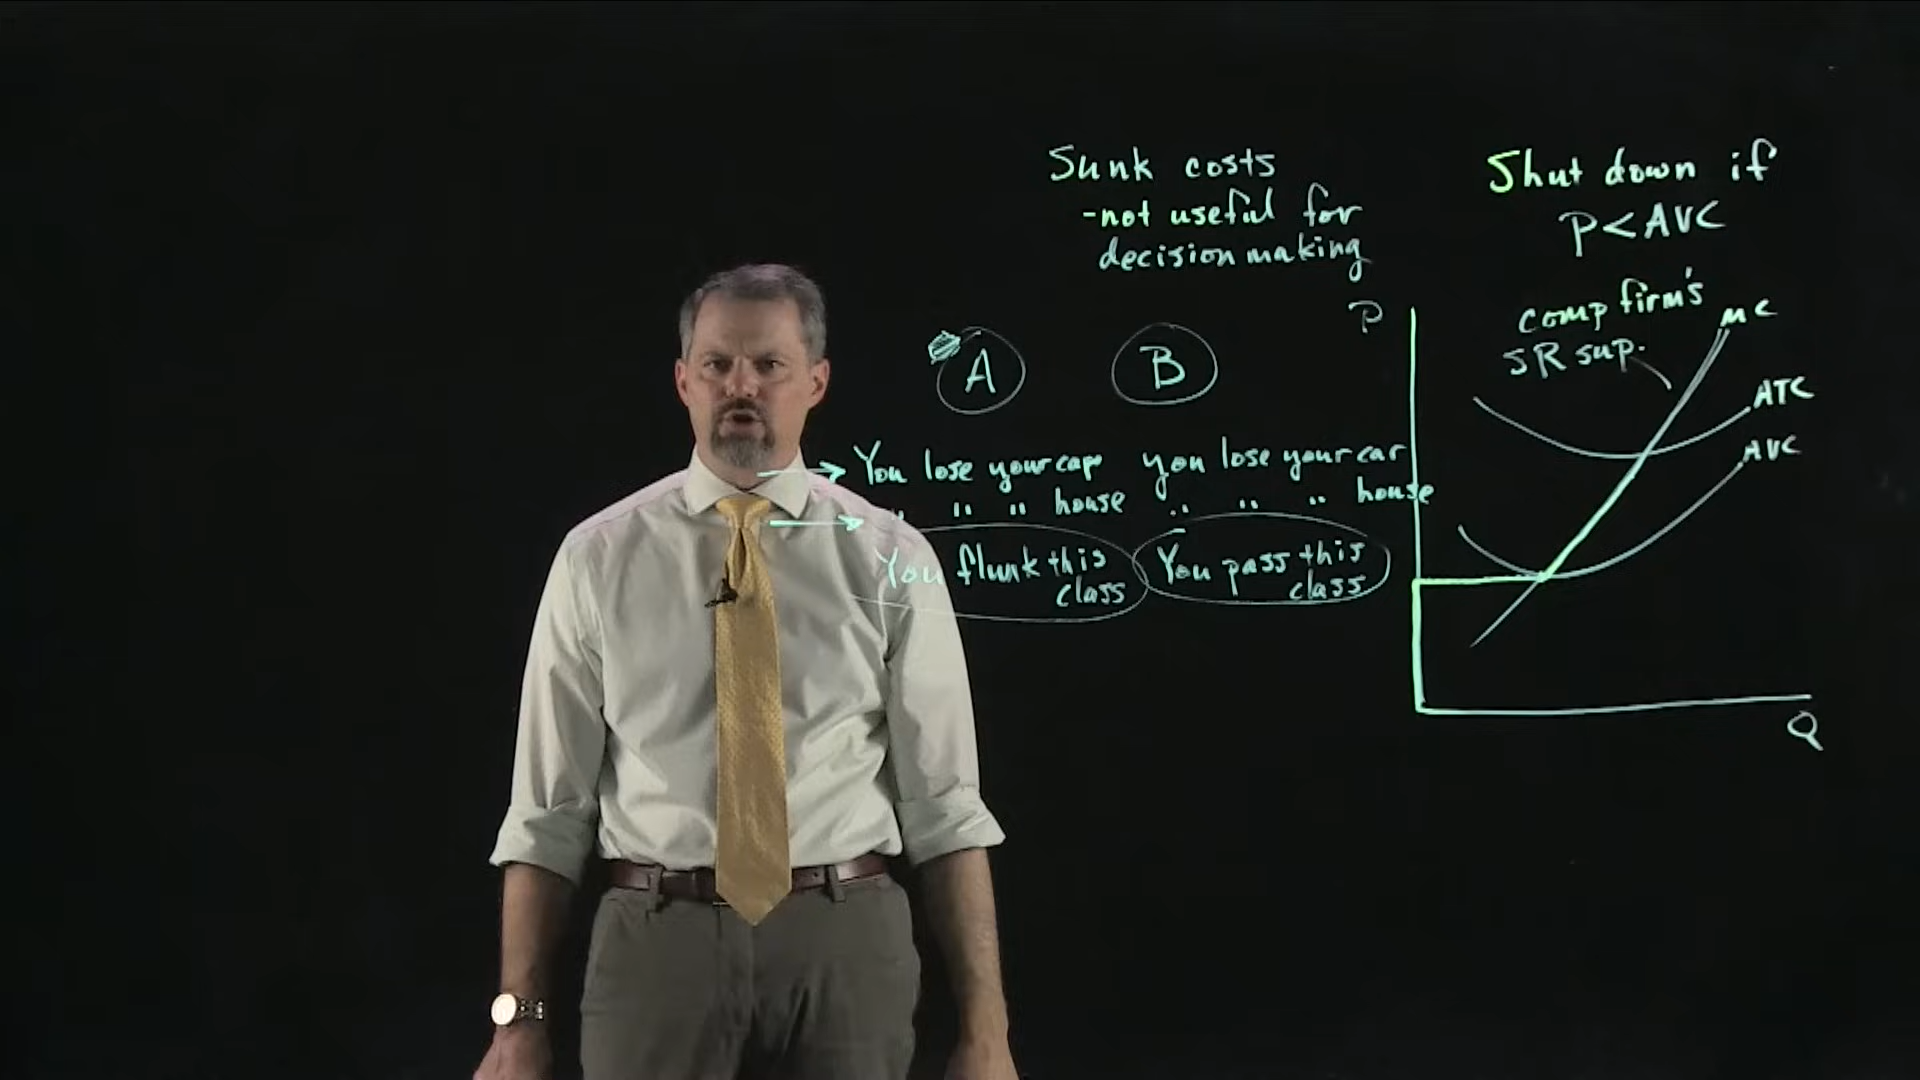 Sunk costs
-not useful for
decision making
A
B
You lose your car
" " " house
You flunk this
class
you lose your car
" " " house
You pass this
class
Shut down if
P<AVC
P
comp firm's
SR sup.
MC
ATC
AVC
Q